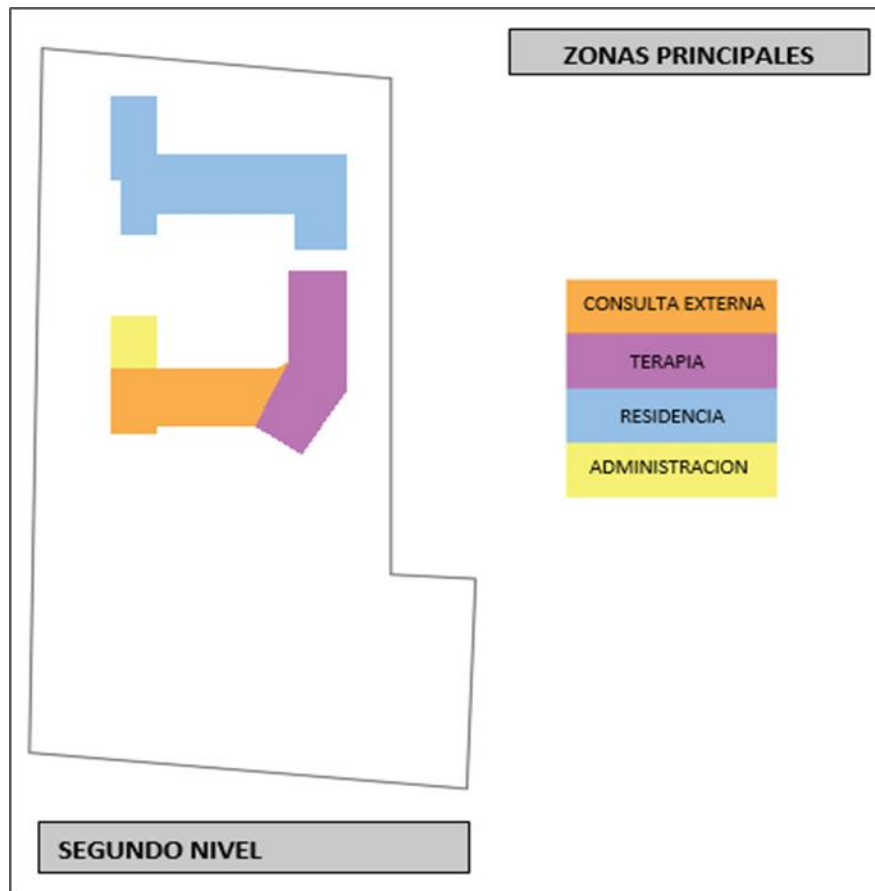 ZONAS PRINCIPALES
CONSULTA EXTERNA
TERAPIA
RESIDENCIA
ADMINISTRACION
SEGUNDO NIVEL